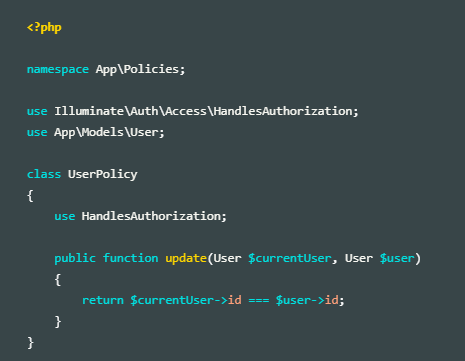 <?php
namespace App\Policies;
use Illuminate\Auth\Access\HandlesAuthorization;
use App\Models\User;
class UserPolicy
{
    use HandlesAuthorization;
    public function update(User $currentUser, User $user)
    {
        return $currentUser->id === $user->id;
    }
}